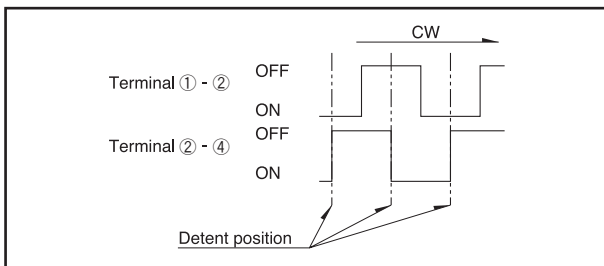 CW
OFF
Terminal ① - ②
ON
OFF
Terminal ② - ④
ON
Detent position